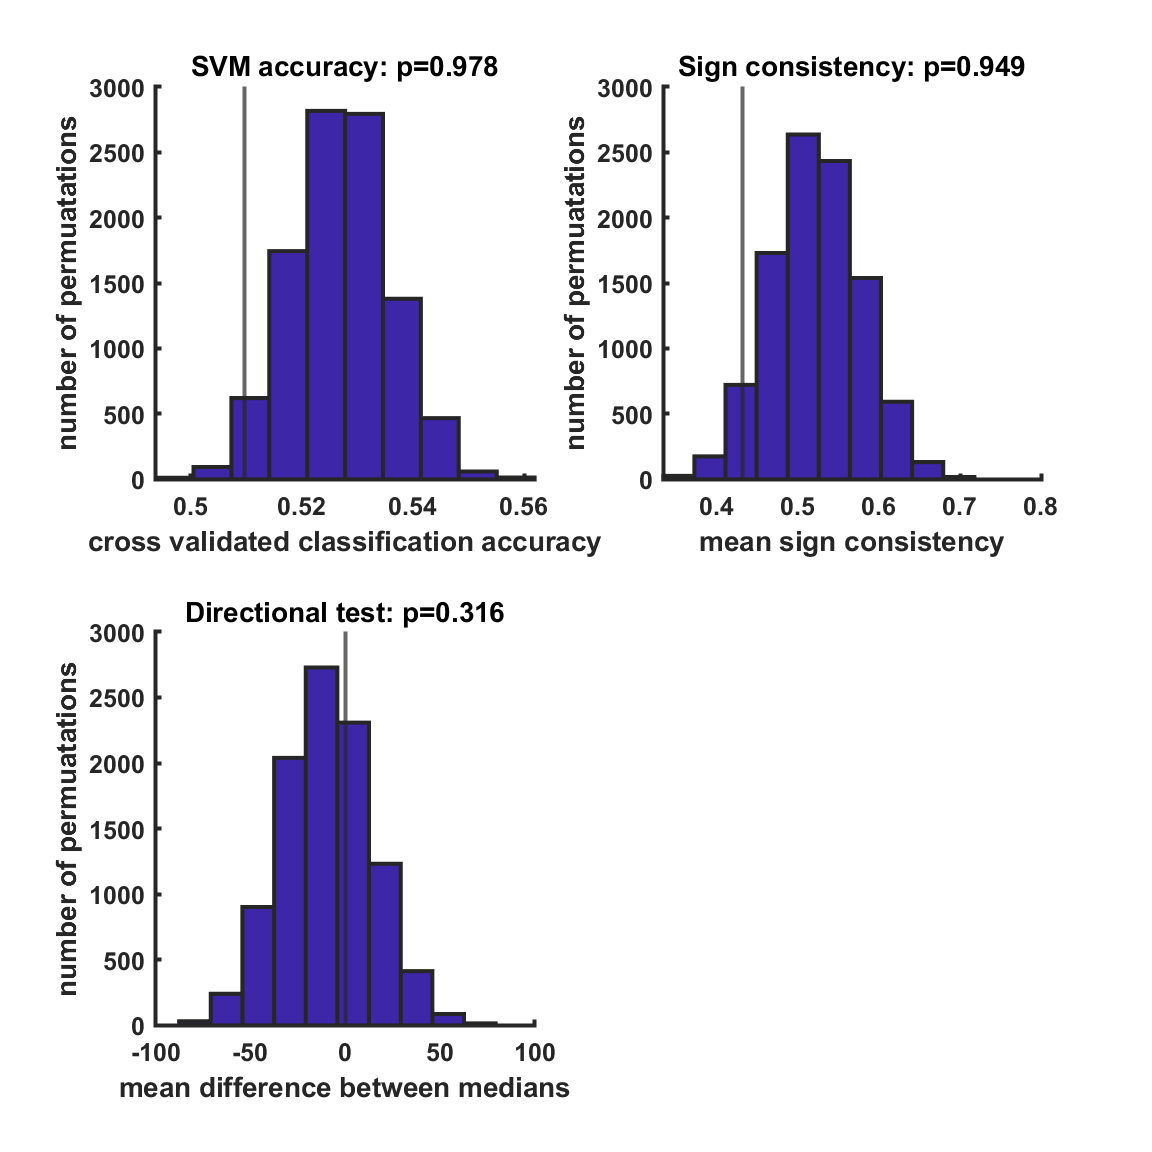 SVM accuracy: p=0.978
3000
2500
2000
1500
1000
500
0
number of permuatations
0.5 0.52 0.54 0.56
cross validated classification accuracy
Sign consistency: p=0.949
3000
2500
2000
1500
1000
500
0
number of permuatations
0.4 0.5 0.6 0.7 0.8
mean sign consistency
Directional test: p=0.316
3000
2500
2000
1500
1000
500
0
number of permuatations
-100 -50 0 50 100
mean difference between medians